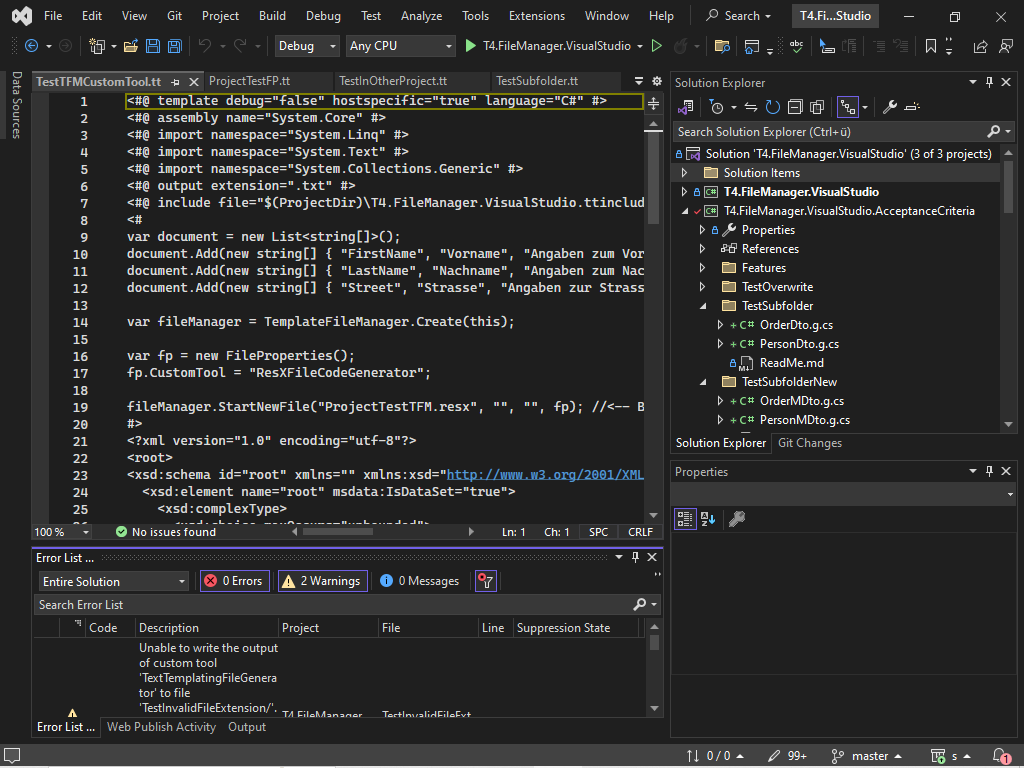 File Edit View Git Project Build Debug Test Analyze Tools Extensions Window Help Search T4.Fi...Studio
Debug Any CPU T4.FileManager.VisualStudio
Data Sources
TestTFMCustomTool.tt ProjectTestFP.tt TestInOtherProject.tt TestSubfolder.tt
1 <#@ template debug="false" hostspecific="true" language="C#" #>
2 <#@ assembly name="System.Core" #>
3 <#@ import namespace="System.Linq" #>
4 <#@ import namespace="System.Text" #>
5 <#@ import namespace="System.Collections.Generic" #>
6 <#@ output extension=".txt" #>
7 <#@ include file="$(ProjectDir)\T4.FileManager.VisualStudio.ttinclud
8 <#
9 var document = new List<string[]>();
10 document.Add(new string[] { "FirstName", "Vorname", "Angaben zum Vor
11 document.Add(new string[] { "LastName", "Nachname", "Angaben zum Nac
12 document.Add(new string[] { "Street", "Strasse", "Angaben zur Strass
13
14 var fileManager = TemplateFileManager.Create(this);
15
16 var fp = new FileProperties();
17 fp.CustomTool = "ResXFileCodeGenerator";
18
19 fileManager.StartNewFile("ProjectTestTFM.resx", "", "", fp); //<-- B
20 #>
21 <?xml version="1.0" encoding="utf-8"?>
22 <root>
23 <xsd:schema id="root" xmlns="" xmlns:xsd="http://www.w3.org/2001/XML
24 <xsd:element name="root" msdata:IsDataSet="true">
25 <xsd:complexType>
100 % No issues found Ln: 1 Ch: 1 SPC CRLF
Error List ...
Entire Solution 0 Errors 2 Warnings 0 Messages
Search Error List
Code Description Project File Line Suppression State
Unable to write the output
of custom tool
'TextTemplatingFileGenera
tor' to file
'TestInvalidFileExtension/'.
T4.FileManager. TestInvalidFileExt
Error List ... Web Publish Activity Output
Solution Explorer
Search Solution Explorer (Ctrl+ü)
Solution 'T4.FileManager.VisualStudio' (3 of 3 projects)
Solution Items
T4.FileManager.VisualStudio
T4.FileManager.VisualStudio.AcceptanceCriteria
Properties
References
Features
TestOverwrite
TestSubfolder
C# OrderDto.g.cs
C# PersonDto.g.cs
ReadMe.md
TestSubfolderNew
C# OrderMDto.g.cs
C# PersonMDto.g.cs
Solution Explorer Git Changes
Properties
0 / 0 99+ master s 1